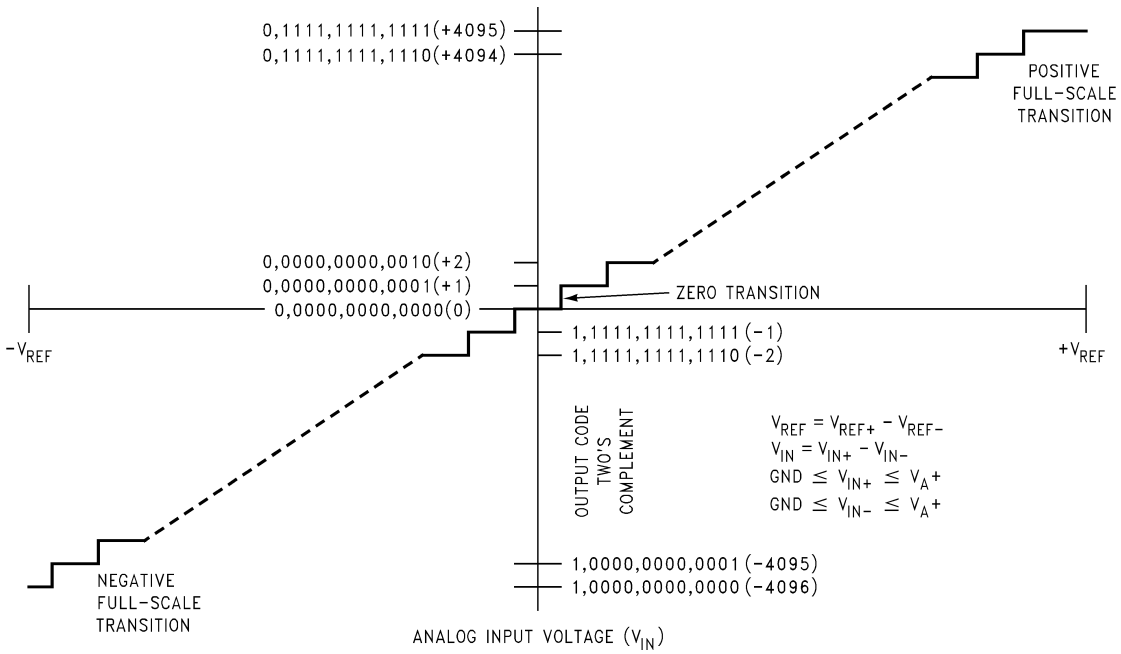 0,1111,1111,1111(+4095)
0,1111,1111,1110(+4094)
POSITIVE
FULL-SCALE
TRANSITION
0,0000,0000,0010(+2)
0,0000,0000,0001(+1)
0,0000,0000,0000(0)
ZERO TRANSITION
1,1111,1111,1111(-1)
1,1111,1111,1110(-2)
-VREF
+VREF
OUTPUT CODE
TWO'S
COMPLEMENT
VREF = VREF+ - VREF-
VIN = VIN+ - VIN-
GND ≤ VIN+ ≤ VA+
GND ≤ VIN- ≤ VA+
1,0000,0000,0001(-4095)
1,0000,0000,0000(-4096)
NEGATIVE
FULL-SCALE
TRANSITION
ANALOG INPUT VOLTAGE (VIN)